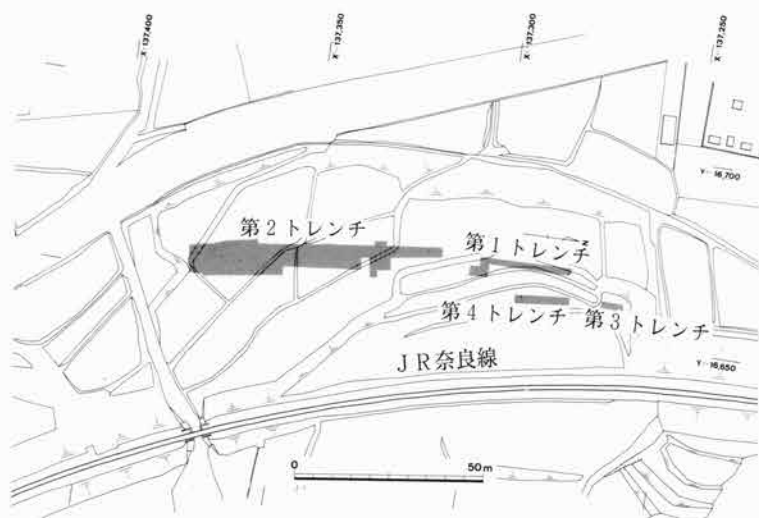 X=-137,400
X=-137,350
X=-137,300
X=-137,250
Y=-16,700
第2トレンチ
N
第1トレンチ
第4トレンチ
第3トレンチ
Y=-16,650
JR奈良線
0
50m